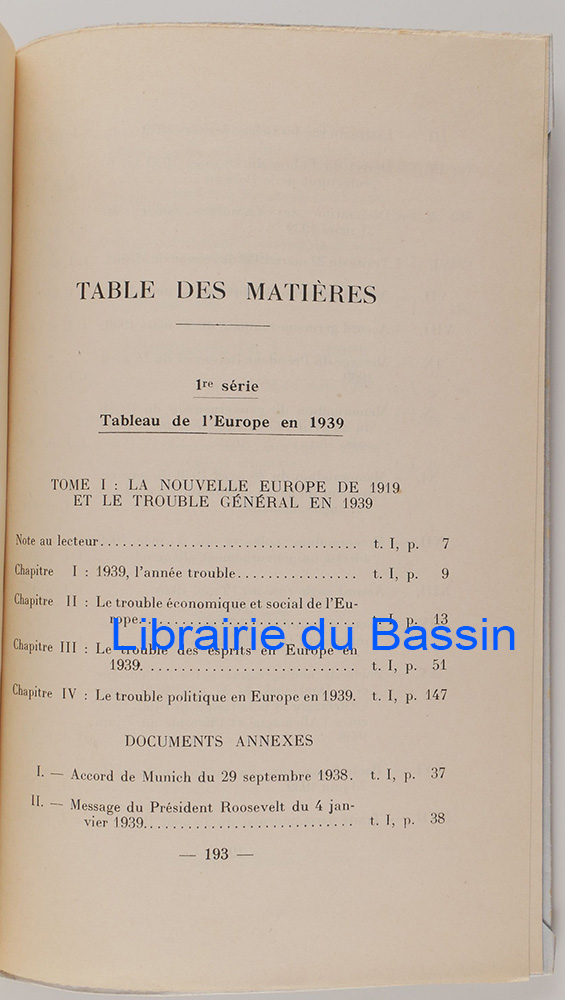 TABLE DES MATIÈRES
1re série
Tableau de l'Europe en 1939
TOME I : LA NOUVELLE EUROPE DE 1919
ET LE TROUBLE GÉNÉRAL EN 1939
Note au lecteur.................................. t. I, p. 7
Chapitre I : 1939, l'année trouble................ t. I, p. 9
Chapitre II : Le trouble économique et social de l'Eu-
rope............................ t. I, p. 13
Librairie du Bassin
Chapitre III : Le trouble des esprits en Europe en
1939............................ t. I, p. 51
Chapitre IV : Le trouble politique en Europe en 1939. t. I, p. 147
DOCUMENTS ANNEXES
I. — Accord de Munich du 29 septembre 1938. t. I, p. 37
II. — Message du Président Roosevelt du 4 jan-
vier 1939............................ t. I, p. 38
— 193 —